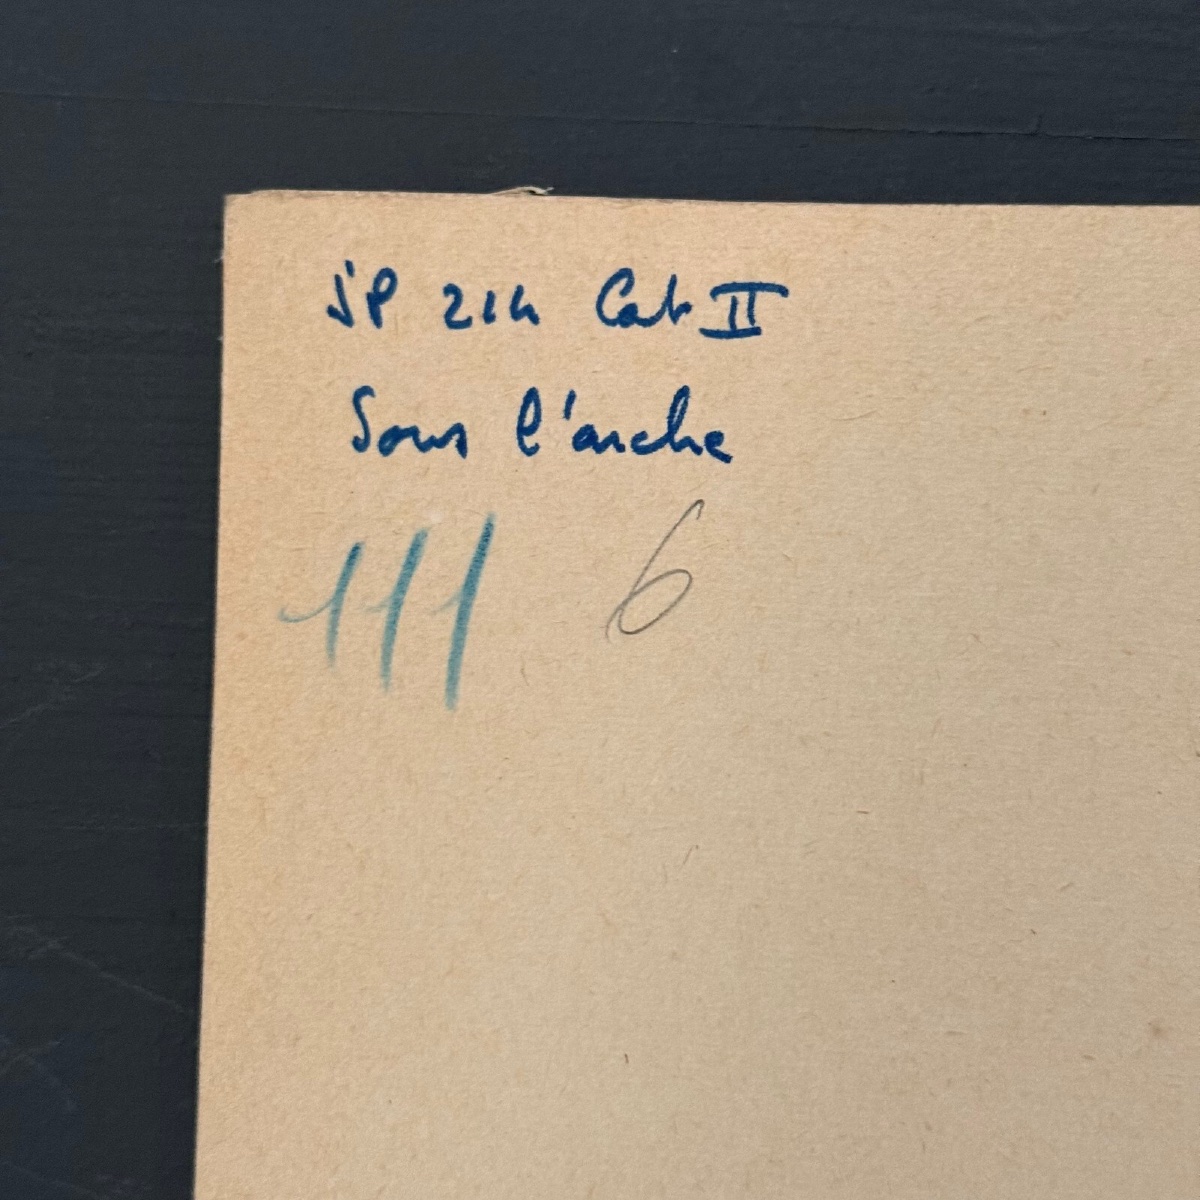 JP 214 Cat II
Sous l'arche
111 6